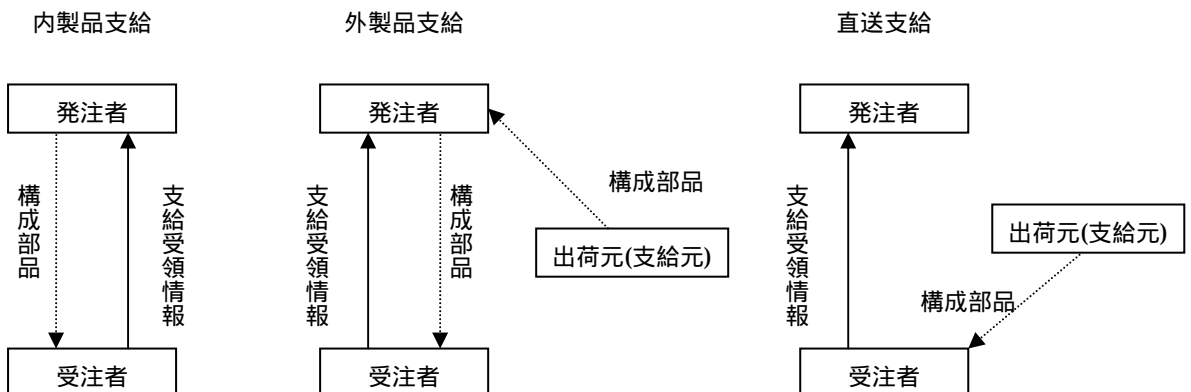 内製品支給
外製品支給
直送支給
発注者
発注者
発注者
構成部品
支給受領情報
支給受領情報
構成部品
構成部品
出荷元(支給元)
支給受領情報
出荷元(支給元)
構成部品
受注者
受注者
受注者